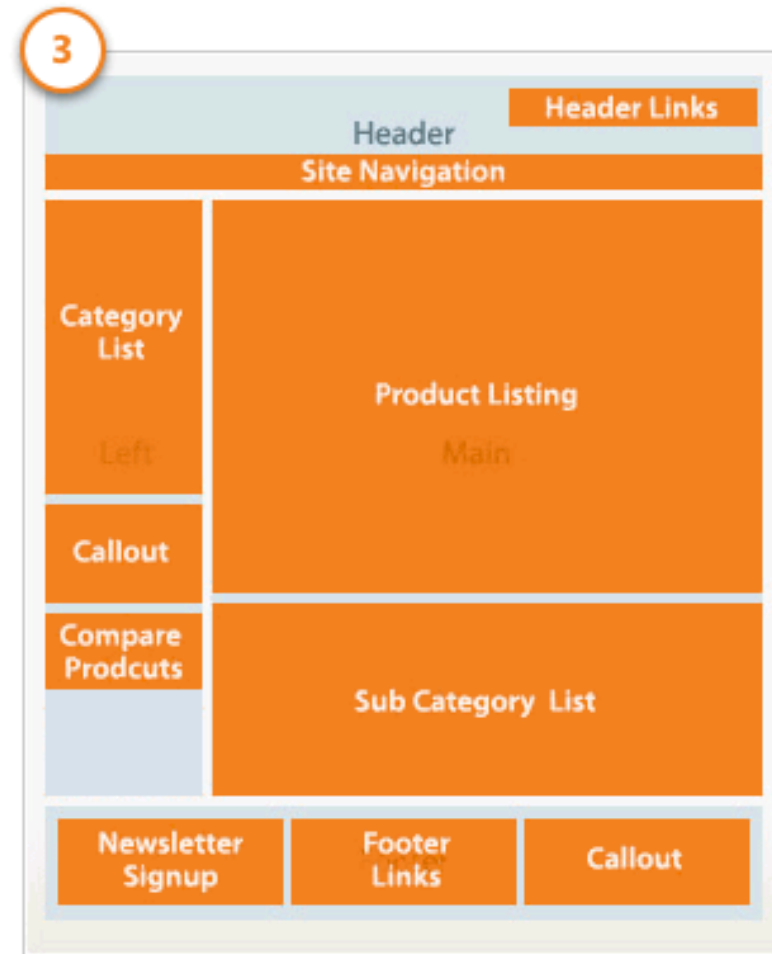 3
Header Links
Header
Site Navigation
Category
List
Left
Callout
Compare
Prodcuts
Product Listing
Main
Sub Category List
Newsletter
Signup
Footer
Links
Callout